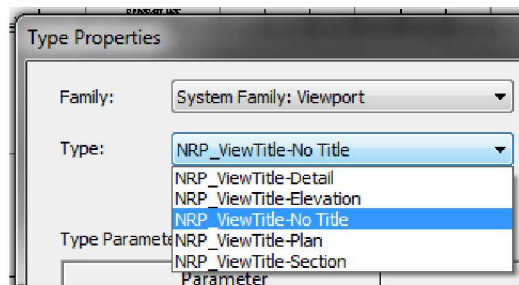 Type Properties
Family: System Family: Viewport
Type: NRP_ViewTitle-No Title
NRP_ViewTitle-Detail
NRP_ViewTitle-Elevation
NRP_ViewTitle-No Title
Type Paramete NRP_ViewTitle-Plan
NRP_ViewTitle-Section
Parameter